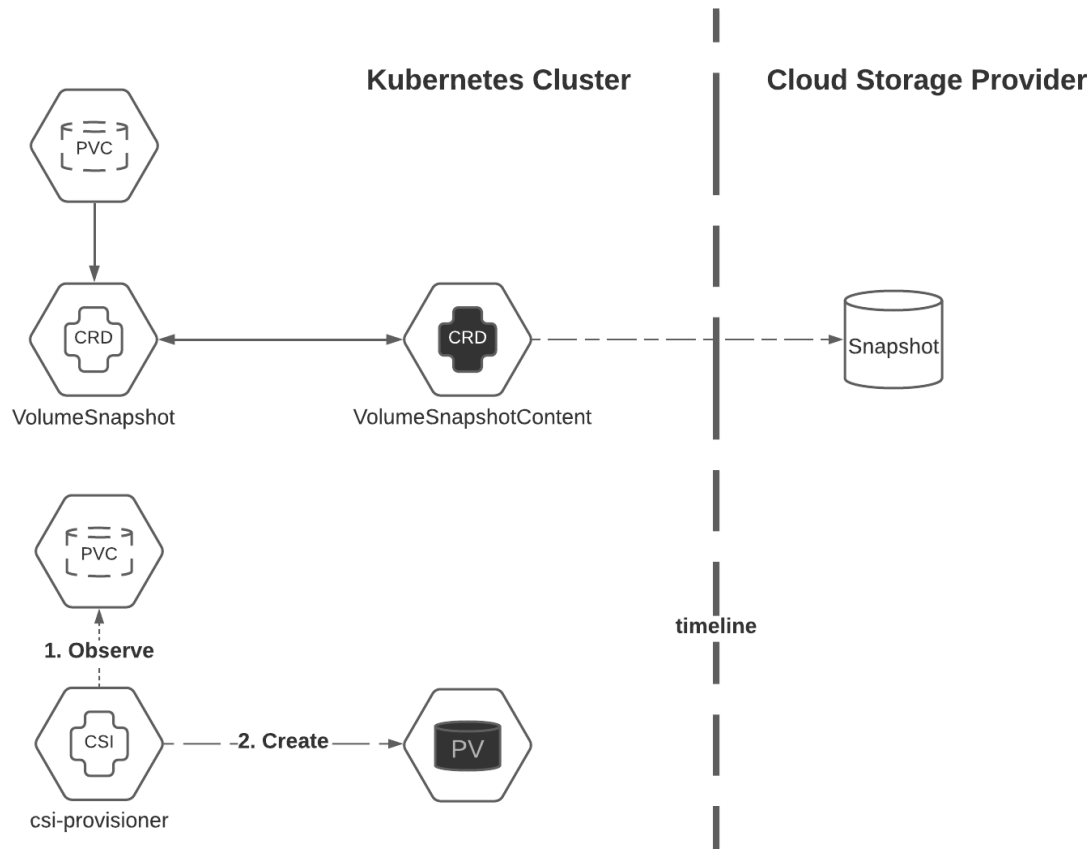 Kubernetes Cluster
Cloud Storage Provider
PVC
CRD
CRD
Snapshot
VolumeSnapshot
VolumeSnapshotContent
PVC
timeline
1. Observe
CSI
2. Create
PV
csi-provisioner